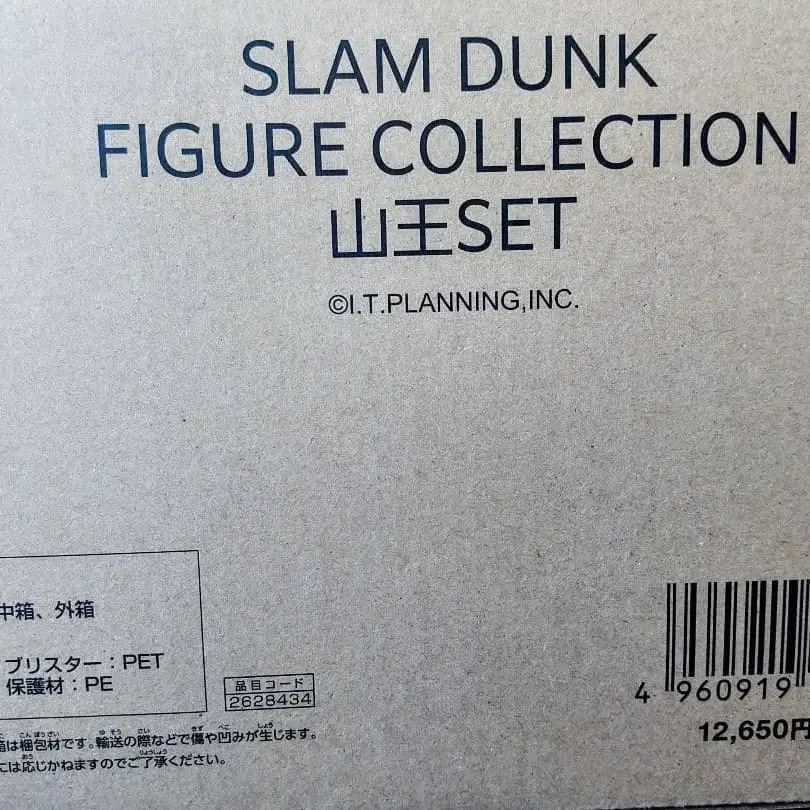 SLAM DUNK
FIGURE COLLECTION
山王SET
©I.T.PLANNING,INC.
中箱、外箱
ブリスター：PET
保護材：PE
品目コード
2628434
箱は梱包材です。輸送の際などで傷や凹みが生じます。
には応じかねますのでご了承ください。
4 960919
12,650円